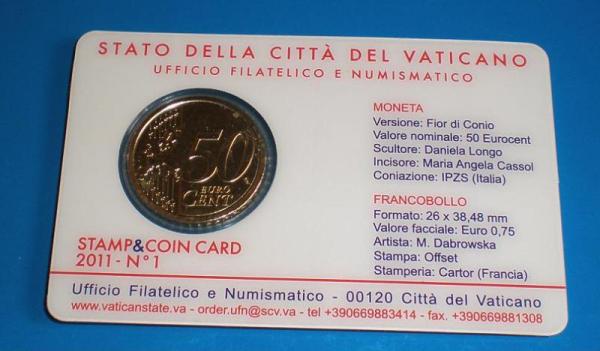 STATO DELLA CITTÀ DEL VATICANO
UFFICIO FILATELICO E NUMISMATICO
50
EURO
CENT
MONETA
Versione: Fior di Conio
Valore nominale: 50 Eurocent
Scultore: Daniela Longo
Incisore: Maria Angela Cassol
Coniazione: IPZS (Italia)
FRANCOBOLLO
Formato: 26 x 38,48 mm
Valore facciale: Euro 0,75
Artista: M. Dabrowska
Stampa: Offset
Stamperia: Cartor (Francia)
STAMP&COIN CARD
2011 - N° 1
Ufficio Filatelico e Numismatico - 00120 Città del Vaticano
www.vaticanstate.va - order.ufn@scv.va - tel +390669883414 - fax. +390669881308